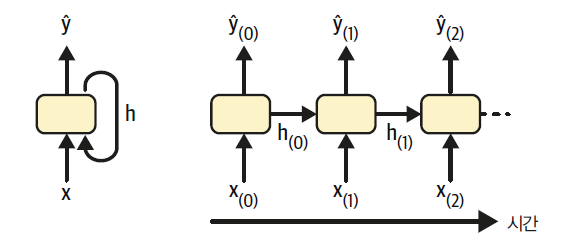 ŷ
h
x
ŷ(0) ŷ(1) ŷ(2)
h(0) h(1)
x(0) x(1) x(2)
시간